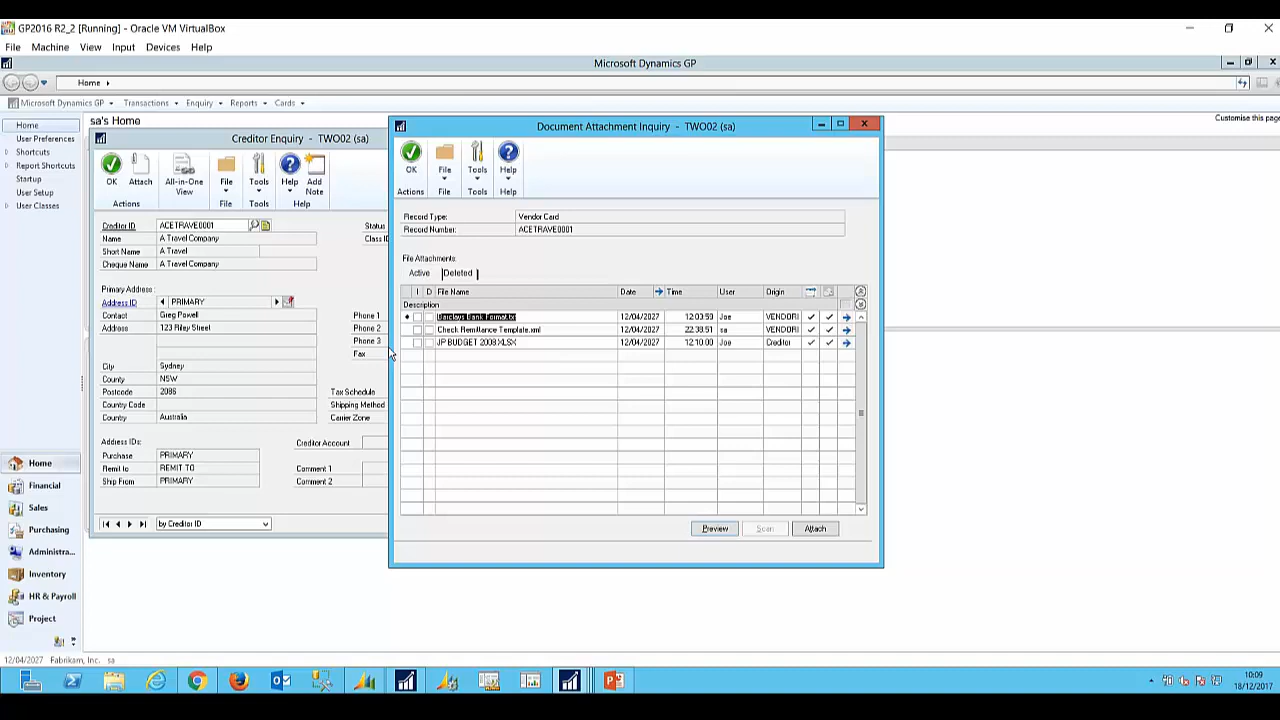 GP2016 R2_2 [Running] - Oracle VM VirtualBox
File Machine View Input Devices Help
Microsoft Dynamics GP
Home
Microsoft Dynamics GP Transactions Enquiry Reports Cards
Home
User Preferences
Shortcuts
Report Shortcuts
Startup
User Setup
User Classes
sa's Home
Customise this page
Creditor Enquiry - TWO02 (sa)
OK Attach All-in-One View File Tools Help Add Note
Actions File Tools Help
Creditor ID ACETRAVE0001 Status
Name A Travel Company Class ID
Short Name A Travel
Cheque Name A Travel Company
Primary Address:
Address ID PRIMARY
Contact Greg Powell Phone 1
Address 123 Riley Street Phone 2
Phone 3
Fax
City Sydney
County NSW
Postcode 2086 Tax Schedule
Country Code Shipping Method
Country Australia Carrier Zone
Address IDs: Creditor Account
Purchase PRIMARY
Remit to REMIT TO Comment 1
Ship From PRIMARY Comment 2
by Creditor ID
Document Attachment Inquiry - TWO02 (sa)
OK File Tools Help
Actions File Tools Help
Record Type: Vendor Card
Record Number: ACETRAVE0001
File Attachments:
Active Deleted
I D File Name Date Time User Origin
Description
Barclays Bank Format.tx 12/04/2027 12:03:59 Joe VENDORI
Check Remittance Template.xml 12/04/2027 22:38:51 sa VENDORI
JP BUDGET 2008.XLSX 12/04/2027 12:10:00 Joe Creditor
Preview Scan Attach
Home
Financial
Sales
Purchasing
Administra...
Inventory
HR & Payroll
Project
12/04/2027 Fabrikam, Inc. sa
10:09
18/12/2017